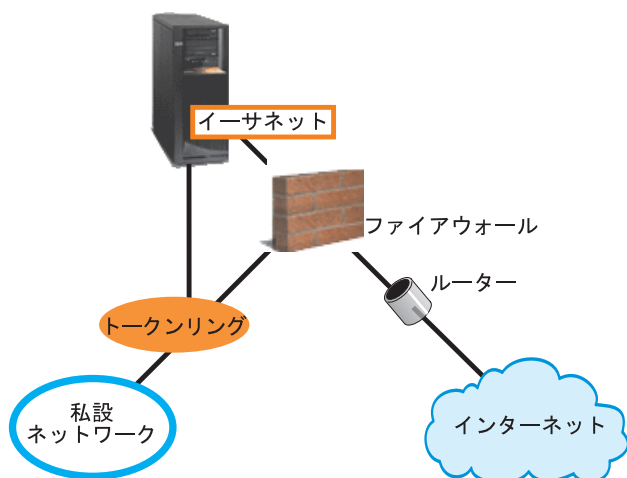 イーサネット
ファイアウォール
ルーター
トークンリング
私設
ネットワーク
インターネット